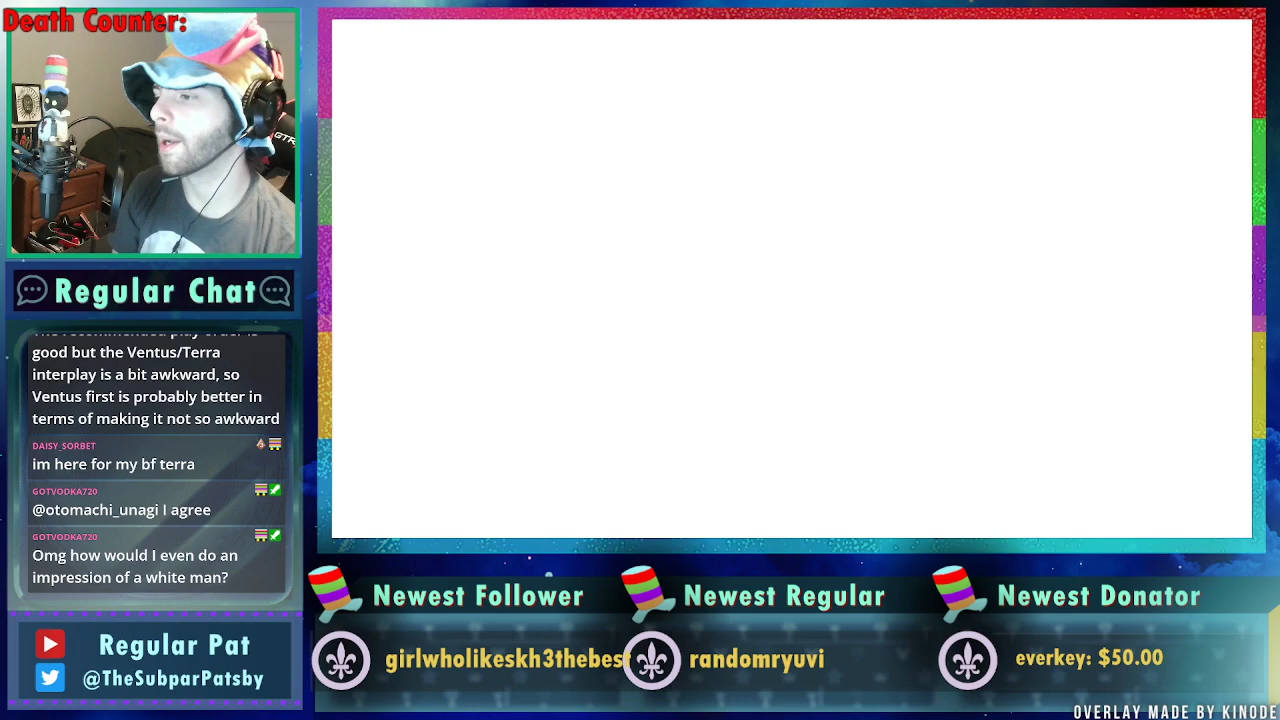 Death Counter:
GTR
Regular Chat
good but the Ventus/Terra
interplay is a bit awkward, so
Ventus first is probably better in
terms of making it not so awkward
DAISY_SORBET
im here for my bf terra
GOTVODKA720
@otomachi_unagi I agree
GOTVODKA720
Omg how would I even do an
impression of a white man?
Regular Pat
@TheSubparPatsby
Newest Follower
girlwholikeskh3thebest
Newest Regular
randomryuvi
Newest Donator
everkey: $50.00
OVERLAY MADE BY KINODE